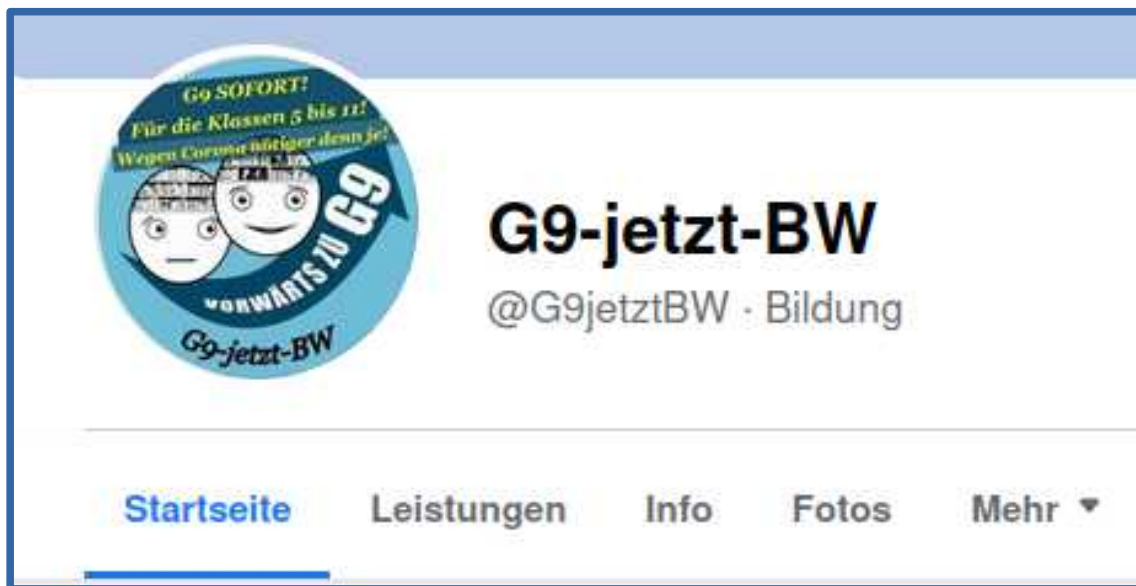 G9 SOFORT!
Für die Klassen 5 bis 11!
Wegen Corona nötiger denn je!
VORWÄRTS ZU G9
G9-jetzt-BW
G9-jetzt-BW
@G9jetztBW · Bildung
Startseite Leistungen Info Fotos Mehr